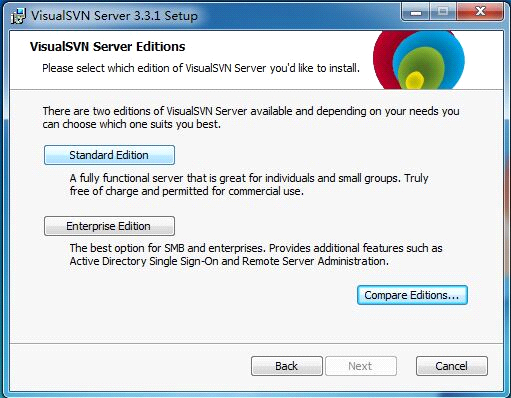 VisualSVN Server 3.3.1 Setup
VisualSVN Server Editions
Please select which edition of VisualSVN Server you'd like to install.
There are two editions of VisualSVN Server available and depending on your needs you
can choose which one suits you best.
Standard Edition
A fully functional server that is great for individuals and small groups. Truly
free of charge and permitted for commercial use.
Enterprise Edition
The best option for SMB and enterprises. Provides additional features such as
Active Directory Single Sign-On and Remote Server Administration.
Compare Editions...
Back Next Cancel